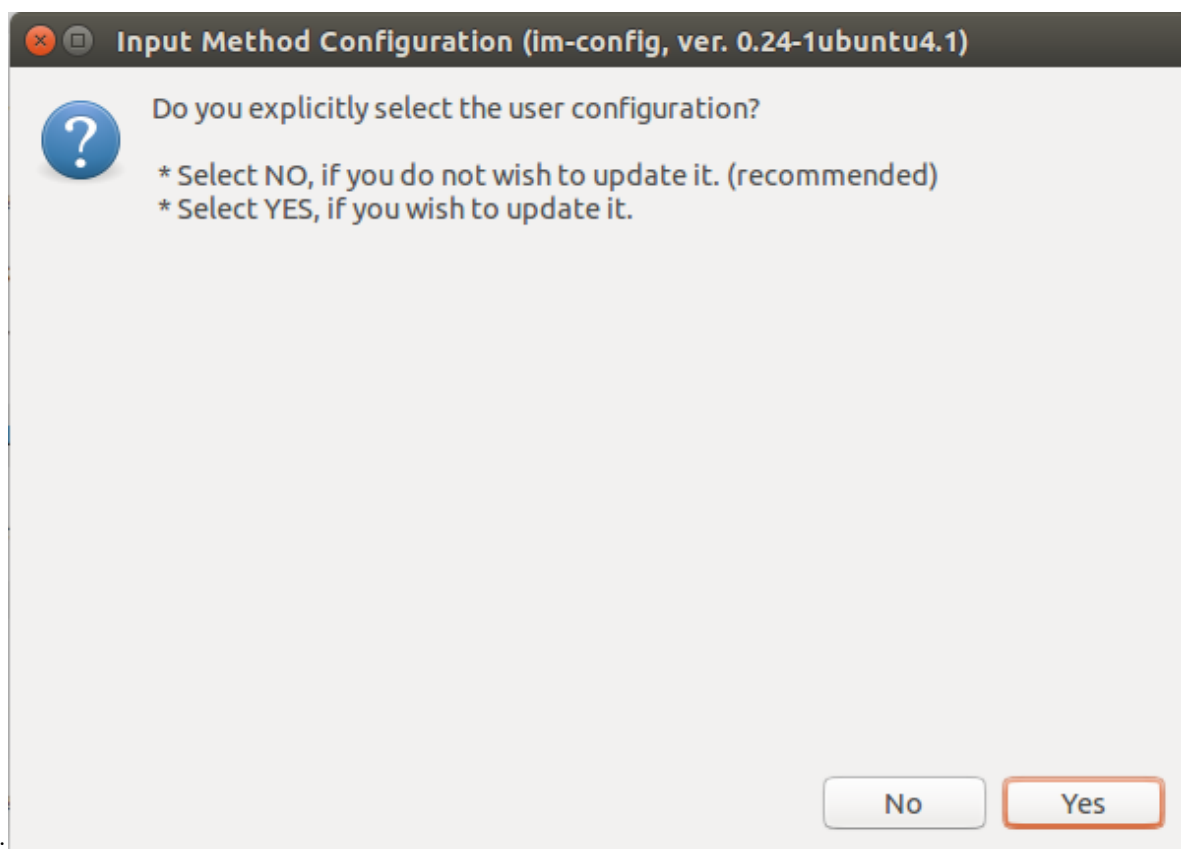 Input Method Configuration (im-config, ver. 0.24-1ubuntu4.1)
Do you explicitly select the user configuration?
* Select NO, if you do not wish to update it. (recommended)
* Select YES, if you wish to update it.
No
Yes